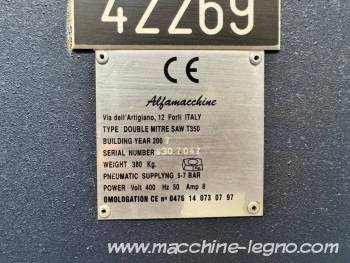 42269
CE
Alfamacchine
Via dell'Artigiano, 12 Forlì ITALY
TYPE DOUBLE MITRE SAW T350
BUILDING YEAR 200
SERIAL NUMBER
WEIGHT 380 Kg.
PNEUMATIC SUPPLYNG 5-7 BAR
POWER Volt 400 Hz 50 Amp 8
OMOLOGATION CE n° 0476 14 073 07 97
www.macchine-legno.com